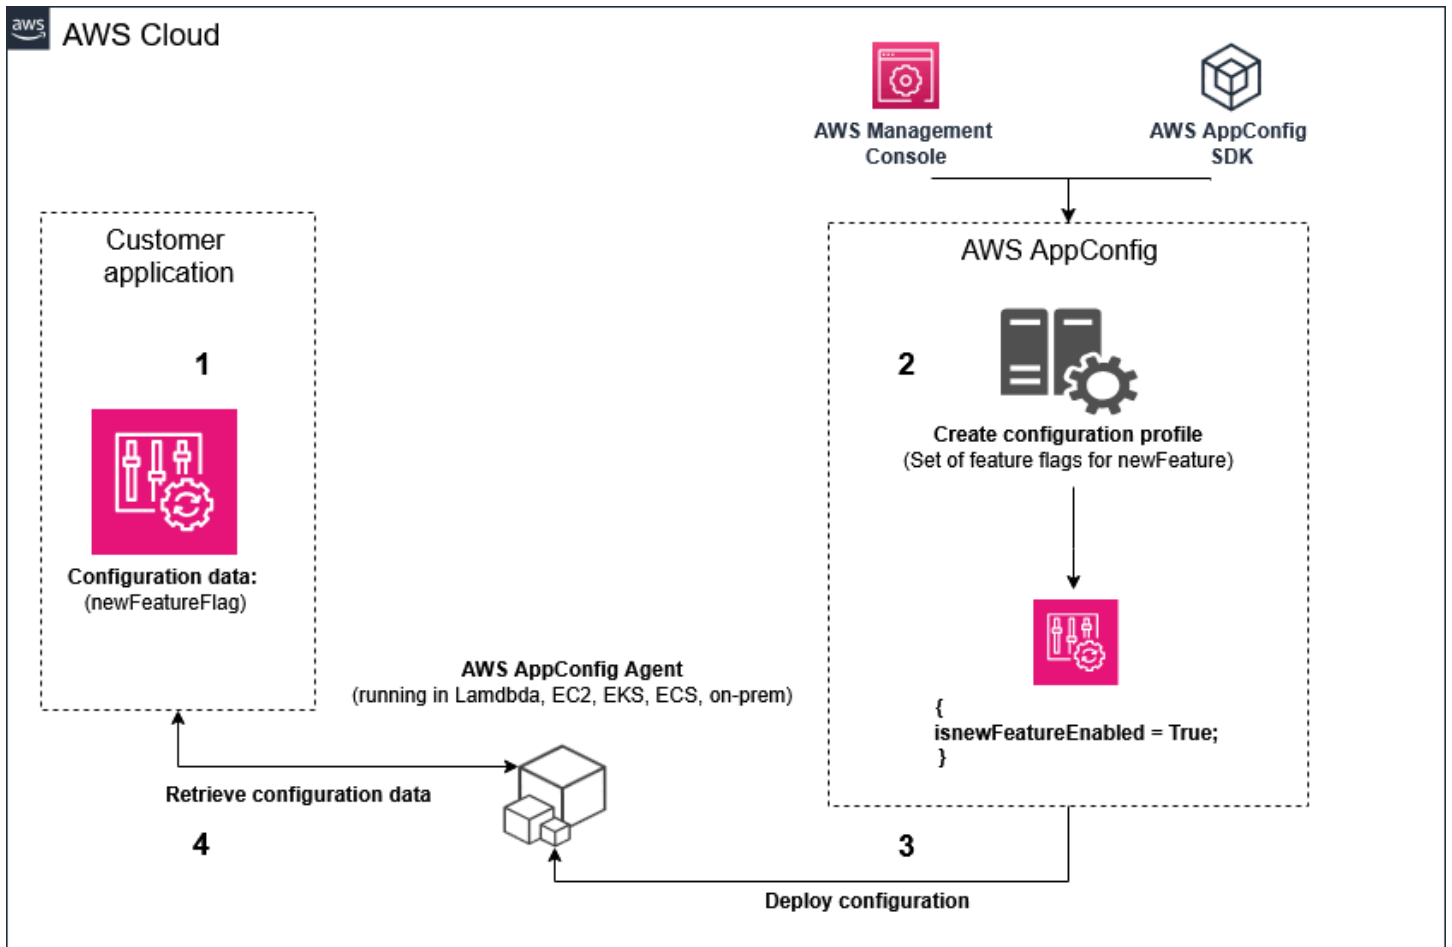 aws
AWS Cloud
AWS Management
Console
AWS AppConfig
SDK
Customer
application
1
Configuration data:
(newFeatureFlag)
AWS AppConfig
2
Create configuration profile
(Set of feature flags for newFeature)
{
isnewFeatureEnabled = True;
}
AWS AppConfig Agent
(running in Lamdbda, EC2, EKS, ECS, on-prem)
Retrieve configuration data
4
3
Deploy configuration